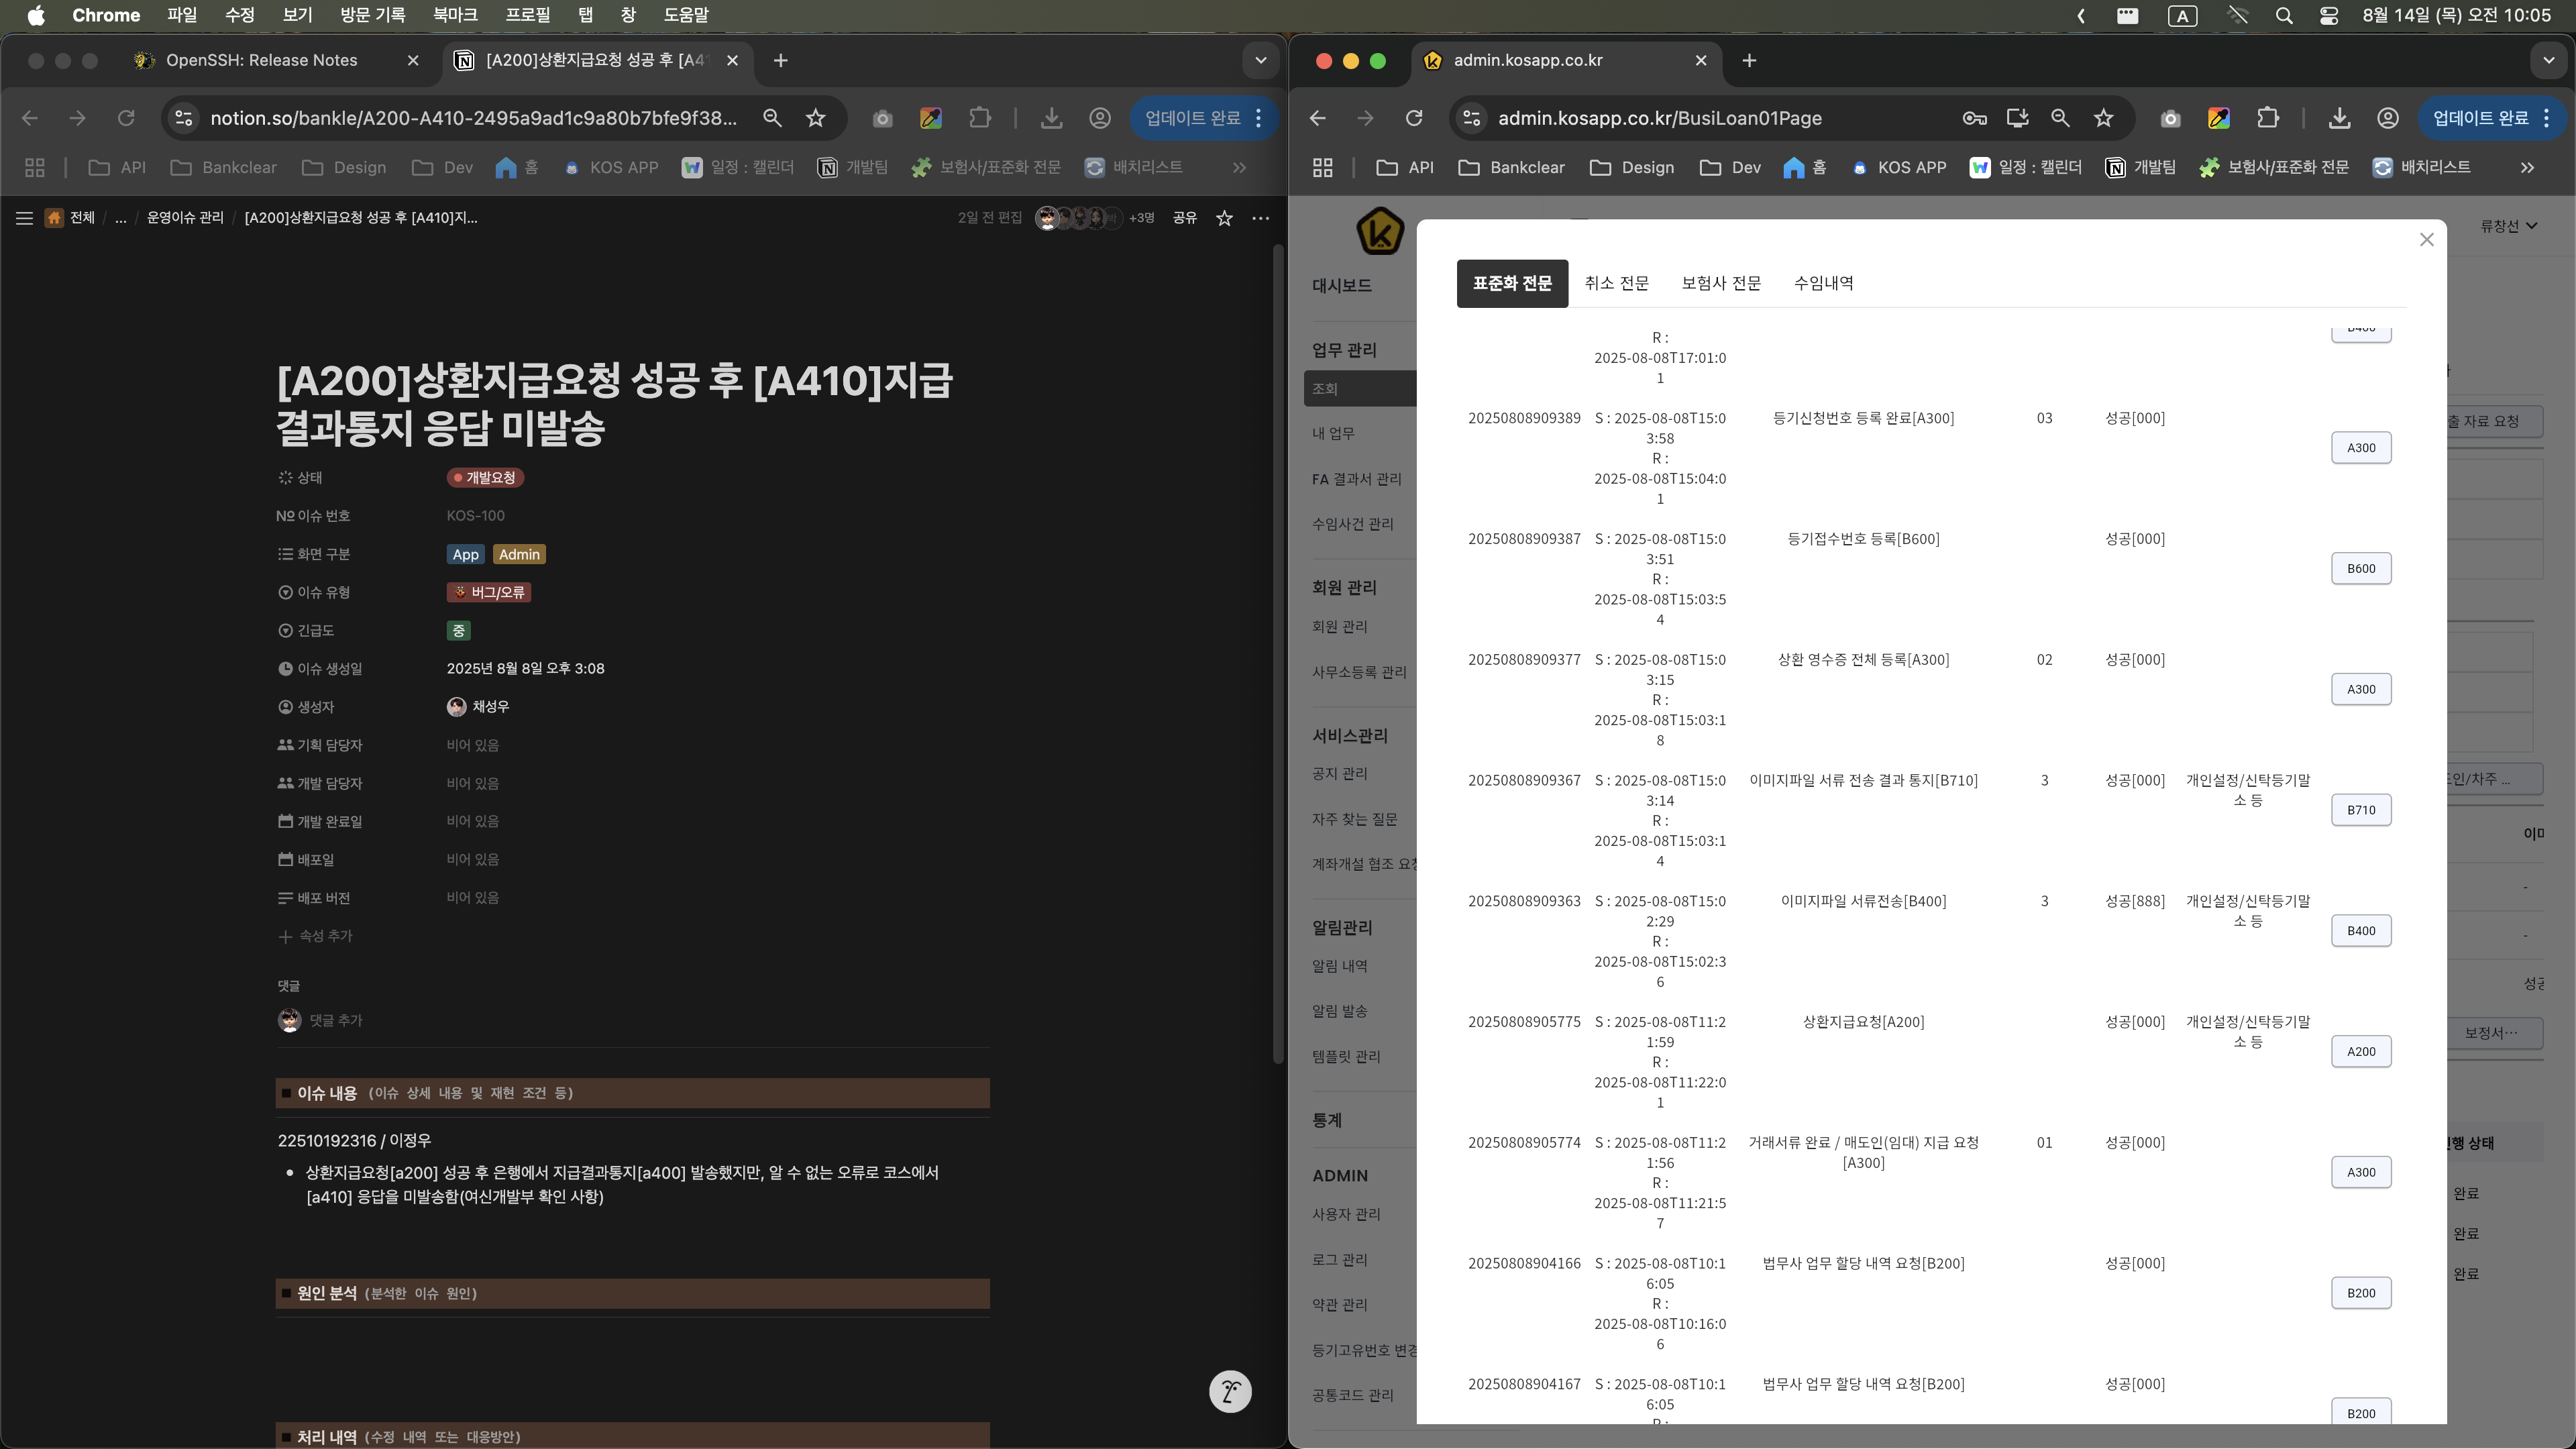 Chrome 파일 수정 보기 방문 기록 북마크 프로필 탭 창 도움말
A 8월 14일 (목) 오전 10:05
OpenSSH: Release Notes
[A200]상환지급요청 성공 후 [A41
notion.so/bankle/A200-A410-2495a9ad1c9a80b7bfe9f38...
업데이트 완료
API Bankclear Design Dev 홈 KOS APP 일정 : 캘린더 개발팀 보험사/표준화 전문 배치리스트
전체 / ... / 운영이슈 관리 / [A200]상환지급요청 성공 후 [A410]지...
2일 전 편집 +3명 공유
[A200]상환지급요청 성공 후 [A410]지급
결과통지 응답 미발송
상태 개발요청
이슈 번호 KOS-100
화면 구분 App Admin
이슈 유형 버그/오류
긴급도 중
이슈 생성일 2025년 8월 8일 오후 3:08
생성자 채성우
기획 담당자 비어 있음
개발 담당자 비어 있음
개발 완료일 비어 있음
배포일 비어 있음
배포 버전 비어 있음
속성 추가
댓글
댓글 추가
이슈 내용 (이슈 상세 내용 및 재현 조건 등)
22510192316 / 이정우
상환지급요청[a200] 성공 후 은행에서 지급결과통지[a400] 발송했지만, 알 수 없는 오류로 코스에서
[a410] 응답을 미발송함(여신개발부 확인 사항)
원인 분석 (분석한 이슈 원인)
처리 내역 (수정 내역 또는 대응방안)
admin.kosapp.co.kr
admin.kosapp.co.kr/BusiLoan01Page
업데이트 완료
API Bankclear Design Dev 홈 KOS APP 일정 : 캘린더 개발팀 보험사/표준화 전문 배치리스트
류창선
대시보드
업무 관리
조회
내 업무
FA 결과서 관리
수임사건 관리
회원 관리
회원 관리
사무소등록 관리
서비스관리
공지 관리
자주 찾는 질문
계좌개설 협조 요청
알림관리
알림 내역
알림 발송
템플릿 관리
통계
ADMIN
사용자 관리
로그 관리
약관 관리
등기고유번호 변경
공통코드 관리
표준화 전문 취소 전문 보험사 전문 수임내역
R :
2025-08-08T17:01:0
1
B400
20250808909389 S : 2025-08-08T15:0 등기신청번호 등록 완료[A300] 03 성공[000]
3:58
R :
2025-08-08T15:04:0
1
A300
20250808909387 S : 2025-08-08T15:0 등기접수번호 등록[B600] 성공[000]
3:51
R :
2025-08-08T15:03:5
4
B600
20250808909377 S : 2025-08-08T15:0 상환 영수증 전체 등록[A300] 02 성공[000]
3:15
R :
2025-08-08T15:03:1
8
A300
20250808909367 S : 2025-08-08T15:0 이미지파일 서류 전송 결과 통지[B710] 3 성공[000] 개인설정/신탁등기말
3:14 소 등
R :
2025-08-08T15:03:1
4
B710
20250808909363 S : 2025-08-08T15:0 이미지파일 서류전송[B400] 3 성공[888] 개인설정/신탁등기말
2:29 소 등
R :
2025-08-08T15:02:3
6
B400
20250808905775 S : 2025-08-08T11:2 상환지급요청[A200] 성공[000] 개인설정/신탁등기말
1:59 소 등
R :
2025-08-08T11:22:0
1
A200
20250808905774 S : 2025-08-08T11:2 거래서류 완료 / 매도인(임대) 지급 요청 01 성공[000]
1:56 [A300]
R :
2025-08-08T11:21:5
7
A300
20250808904166 S : 2025-08-08T10:1 법무사 업무 할당 내역 요청[B200] 성공[000]
6:05
R :
2025-08-08T10:16:0
6
B200
20250808904167 S : 2025-08-08T10:1 법무사 업무 할당 내역 요청[B200] 성공[000]
6:05
B200
출 자료 요청
도인/차주 ...
-
-
성공
보정서…
진행 상태
완료
완료
완료